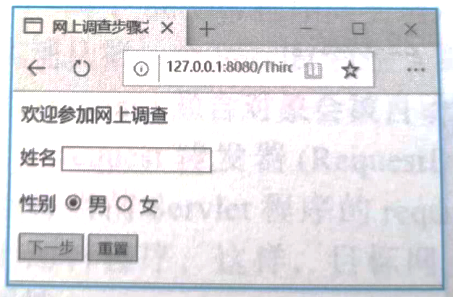 网上调查步骤
127.0.0.1:8080/Thir
欢迎参加网上调查
姓名
性别 男 女
下一步 重置